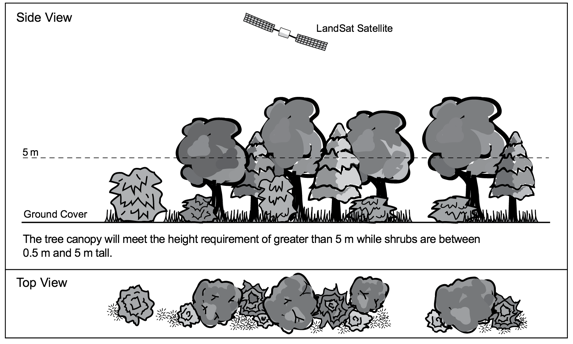 Side View
LandSat Satellite
5 m
Ground Cover
The tree canopy will meet the height requirement of greater than 5 m while shrubs are between
0.5 m and 5 m tall.
Top View